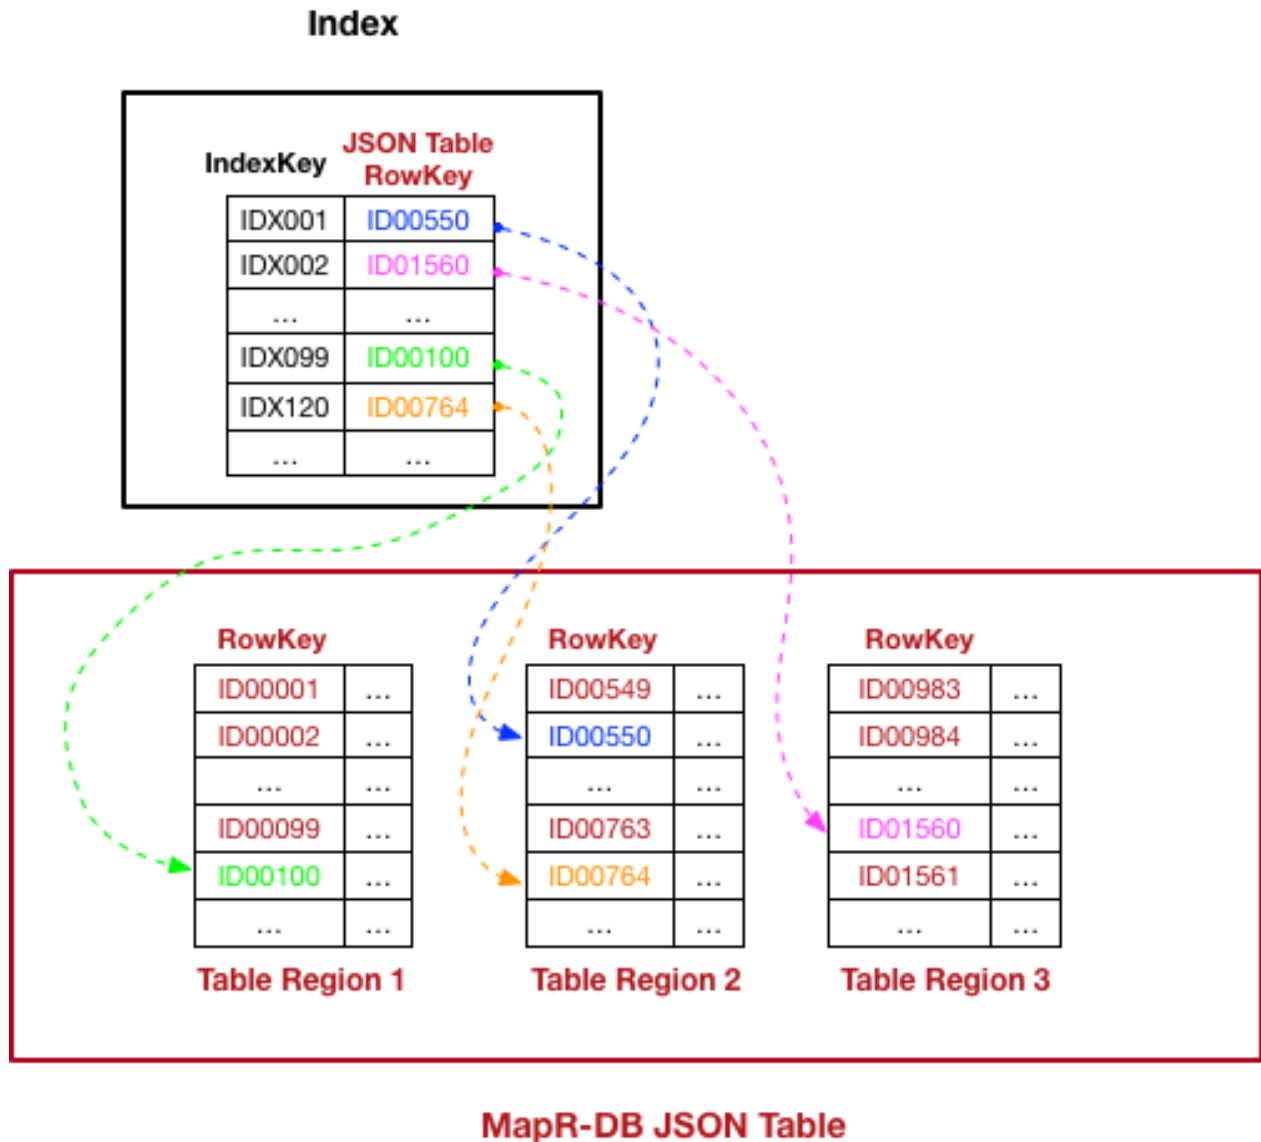 Index
IndexKey JSON Table RowKey
IDX001 ID00550
IDX002 ID01560
... ...
IDX099 ID00100
IDX120 ID00764
... ...
RowKey RowKey RowKey
ID00001 ... ID00549 ... ID00983 ...
ID00002 ... ID00550 ... ID00984 ...
... ... ... ... ... ...
ID00099 ... ID00763 ... ID01560 ...
ID00100 ... ID00764 ... ID01561 ...
... ... ... ... ... ...
Table Region 1 Table Region 2 Table Region 3
MapR-DB JSON Table